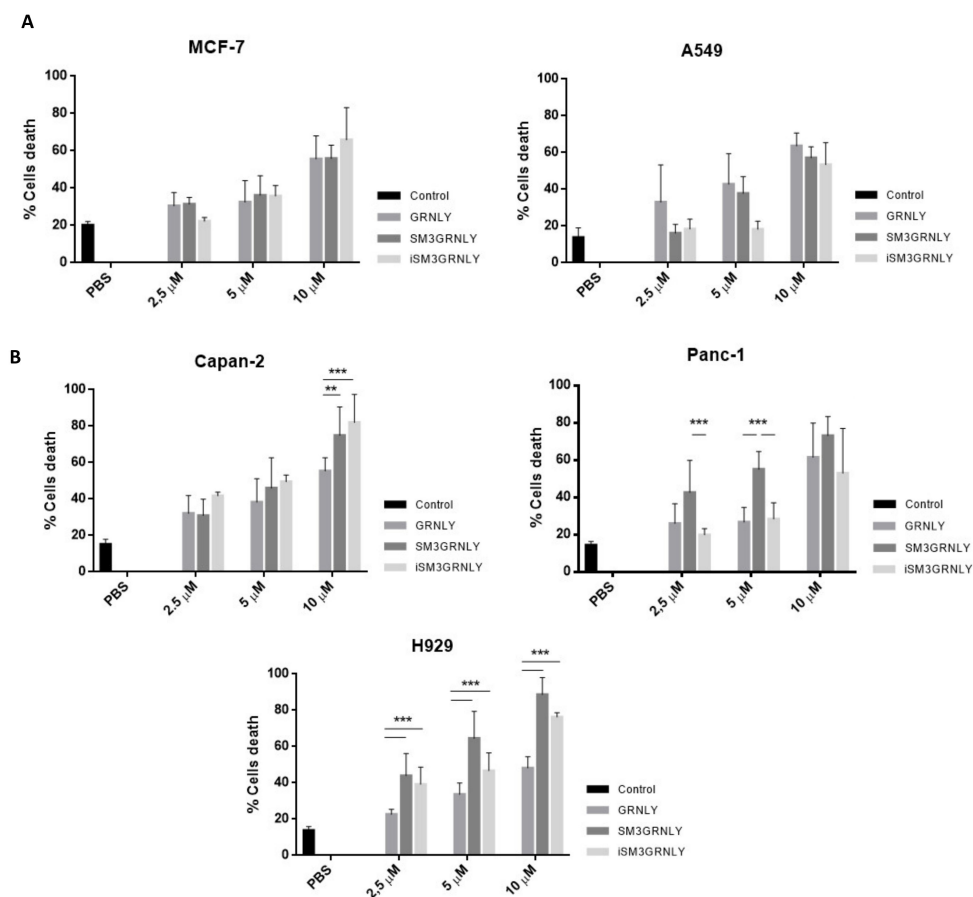 A
MCF-7
% Cells death
100
80
60
40
20
0
PBS
2,5 μM
5 μM
10 μM
Control
GRNLY
SM3GRNLY
iSM3GRNLY
A549
% Cells death
100
80
60
40
20
0
PBS
2.5 μM
5 μM
10 μM
Control
GRNLY
SM3GRNLY
iSM3GRNLY
B
Capan-2
% Cells death
100
80
60
40
20
0
***
**
PBS
2.5 μM
5 μM
10 μM
Control
GRNLY
SM3GRNLY
iSM3GRNLY
Panc-1
% Cells death
100
80
60
40
20
0
***
***
PBS
2,5 μM
5 μM
10 μM
Control
GRNLY
SM3GRNLY
iSM3GRNLY
H929
% Cells death
100
80
60
40
20
0
***
***
***
PBS
2,5 μM
5 μM
10 μM
Control
GRNLY
SM3GRNLY
iSM3GRNLY